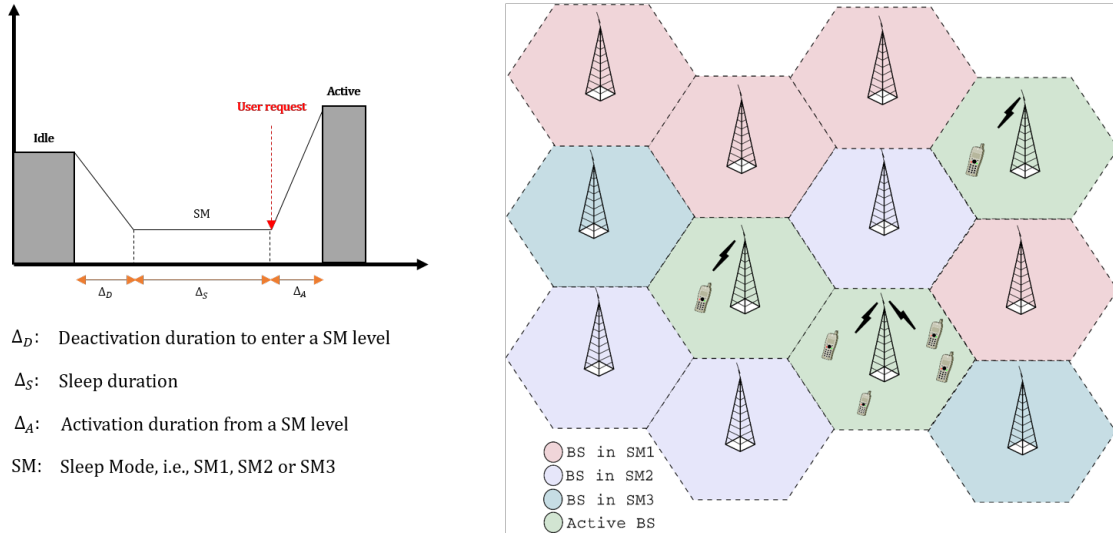 Idle
SM
User request
Active
Δ_D
Δ_S
Δ_A
Δ_D: Deactivation duration to enter a SM level
Δ_S: Sleep duration
Δ_A: Activation duration from a SM level
SM: Sleep Mode, i.e., SM1, SM2 or SM3
BS in SM1
BS in SM2
BS in SM3
Active BS